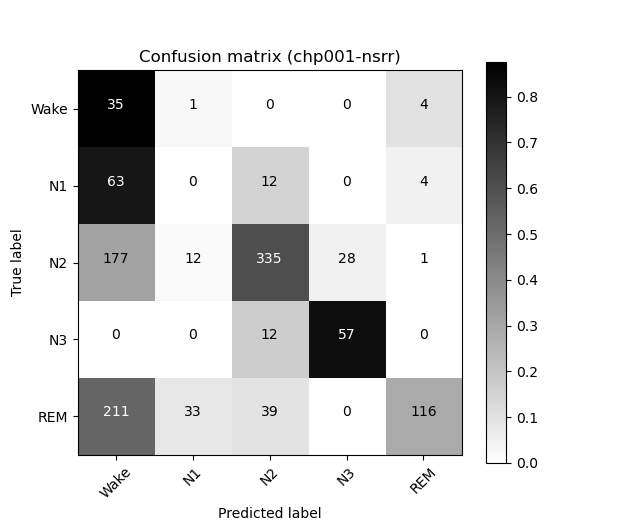 Confusion matrix (chp001-nsrr)
Wake 35 1 0 0 4
N1 63 0 12 0 4
N2 177 12 335 28 1
N3 0 0 12 57 0
REM 211 33 39 0 116
Wake N1 N2 N3 REM
True label
Predicted label
0.8
0.7
0.6
0.5
0.4
0.3
0.2
0.1
0.0